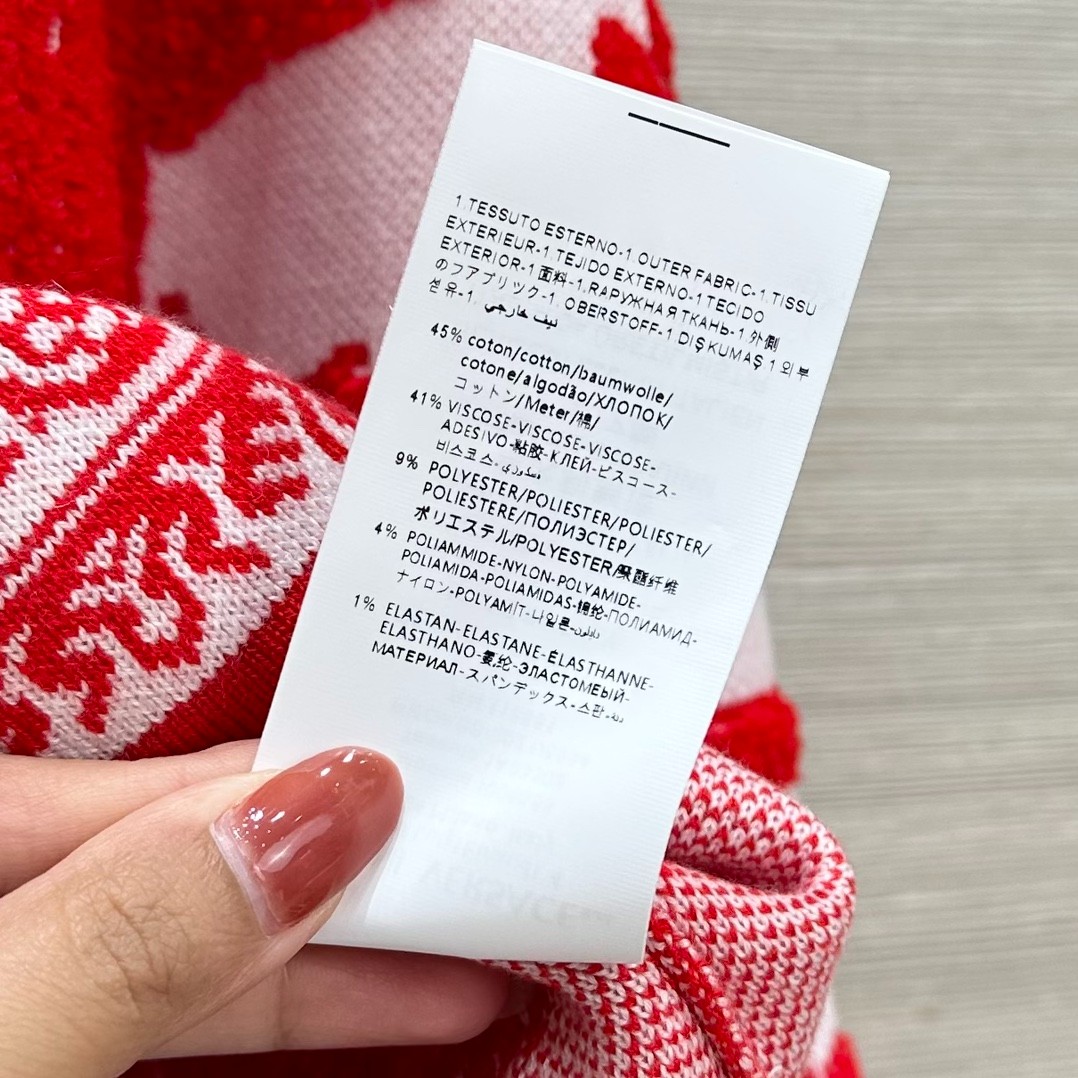 1 TESSUTO ESTERNO-1 OUTER FABRIC-1 TISSU
EXTERIEUR-1 TEJIDO EXTERNO-1 TECIDO
EXTERIOR-1 面料-1 ЯАРУЖНАЯ ТКАНЬ-1 外側
のファブリック-1 OBERSTOFF-1 DIŞ KUMAŞ 1 외부
섬유-1 ليف خارجي
45% coton/cotton/baumwolle/
cotone/algodão/ХЛОПОК/
コットン/Meter/棉/
41% VISCOSE-VISCOSE-VISCOSE-
ADESIVO-粘胶-КЛЕЙ-ビスコース-
비스코스-
9% POLYESTER/POLIESTER/POLIESTER/
POLIESTERE/ПОЛИЭСТЕР/
ポリエステル/POLYESTER/聚酯纤维
4% POLIAMMIDE-NYLON-POLYAMIDE-
POLIAMIDA-POLIAMIDAS-锦纶-ПОЛИАМИД-
ナイロン-POLYAMİT-나일론-نايلون
1% ELASTAN-ELASTANE-ÉLASTHANNE-
ELASTHANO-氨纶-ЭЛАСТОМЕЫЙ-
МАТЕРИАЛ-スパンデックス-스판-